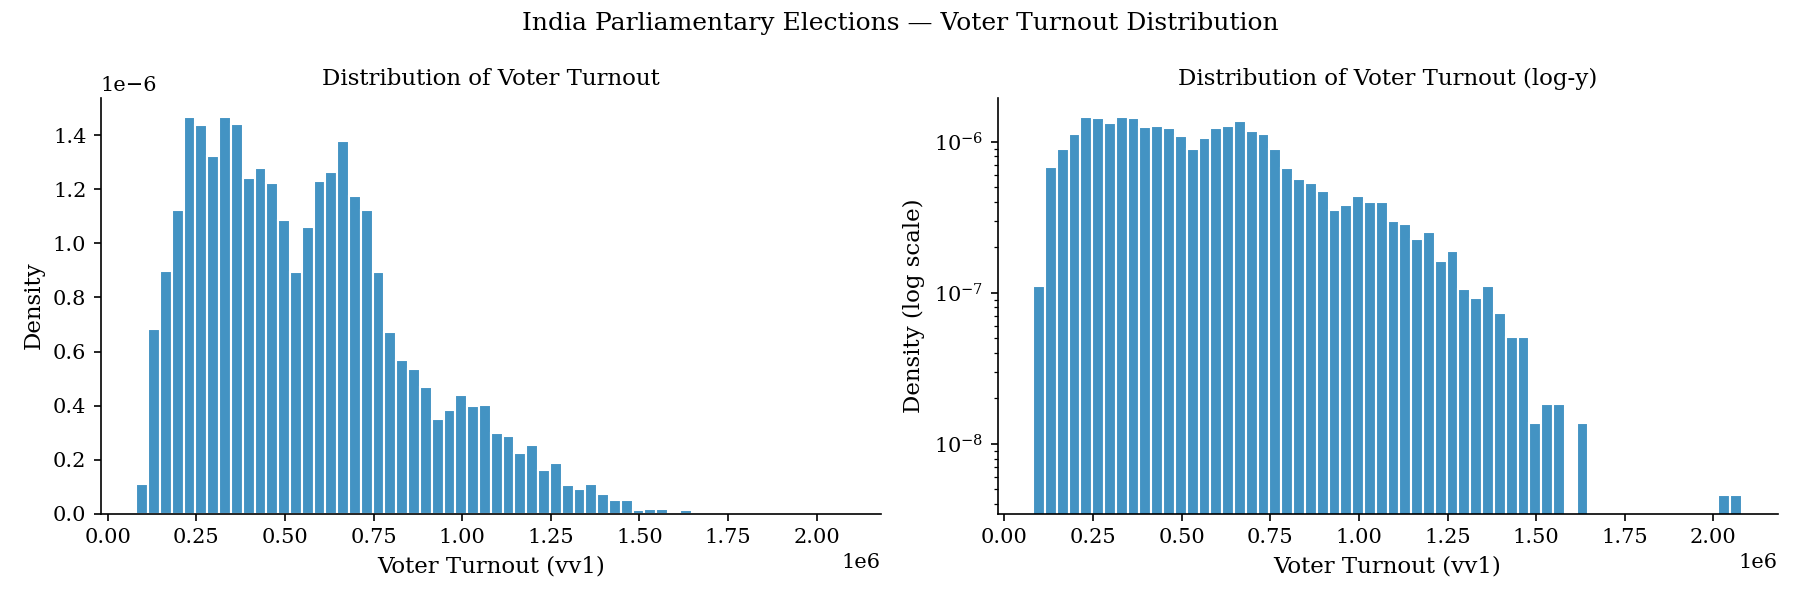 India Parliamentary Elections — Voter Turnout Distribution
Distribution of Voter Turnout
1e−6
Density
1.4
1.2
1.0
0.8
0.6
0.4
0.2
0.0
0.00 0.25 0.50 0.75 1.00 1.25 1.50 1.75 2.00
1e6
Voter Turnout (vv1)
Distribution of Voter Turnout (log-y)
Density (log scale)
10⁻⁶
10⁻⁷
10⁻⁸
0.00 0.25 0.50 0.75 1.00 1.25 1.50 1.75 2.00
1e6
Voter Turnout (vv1)